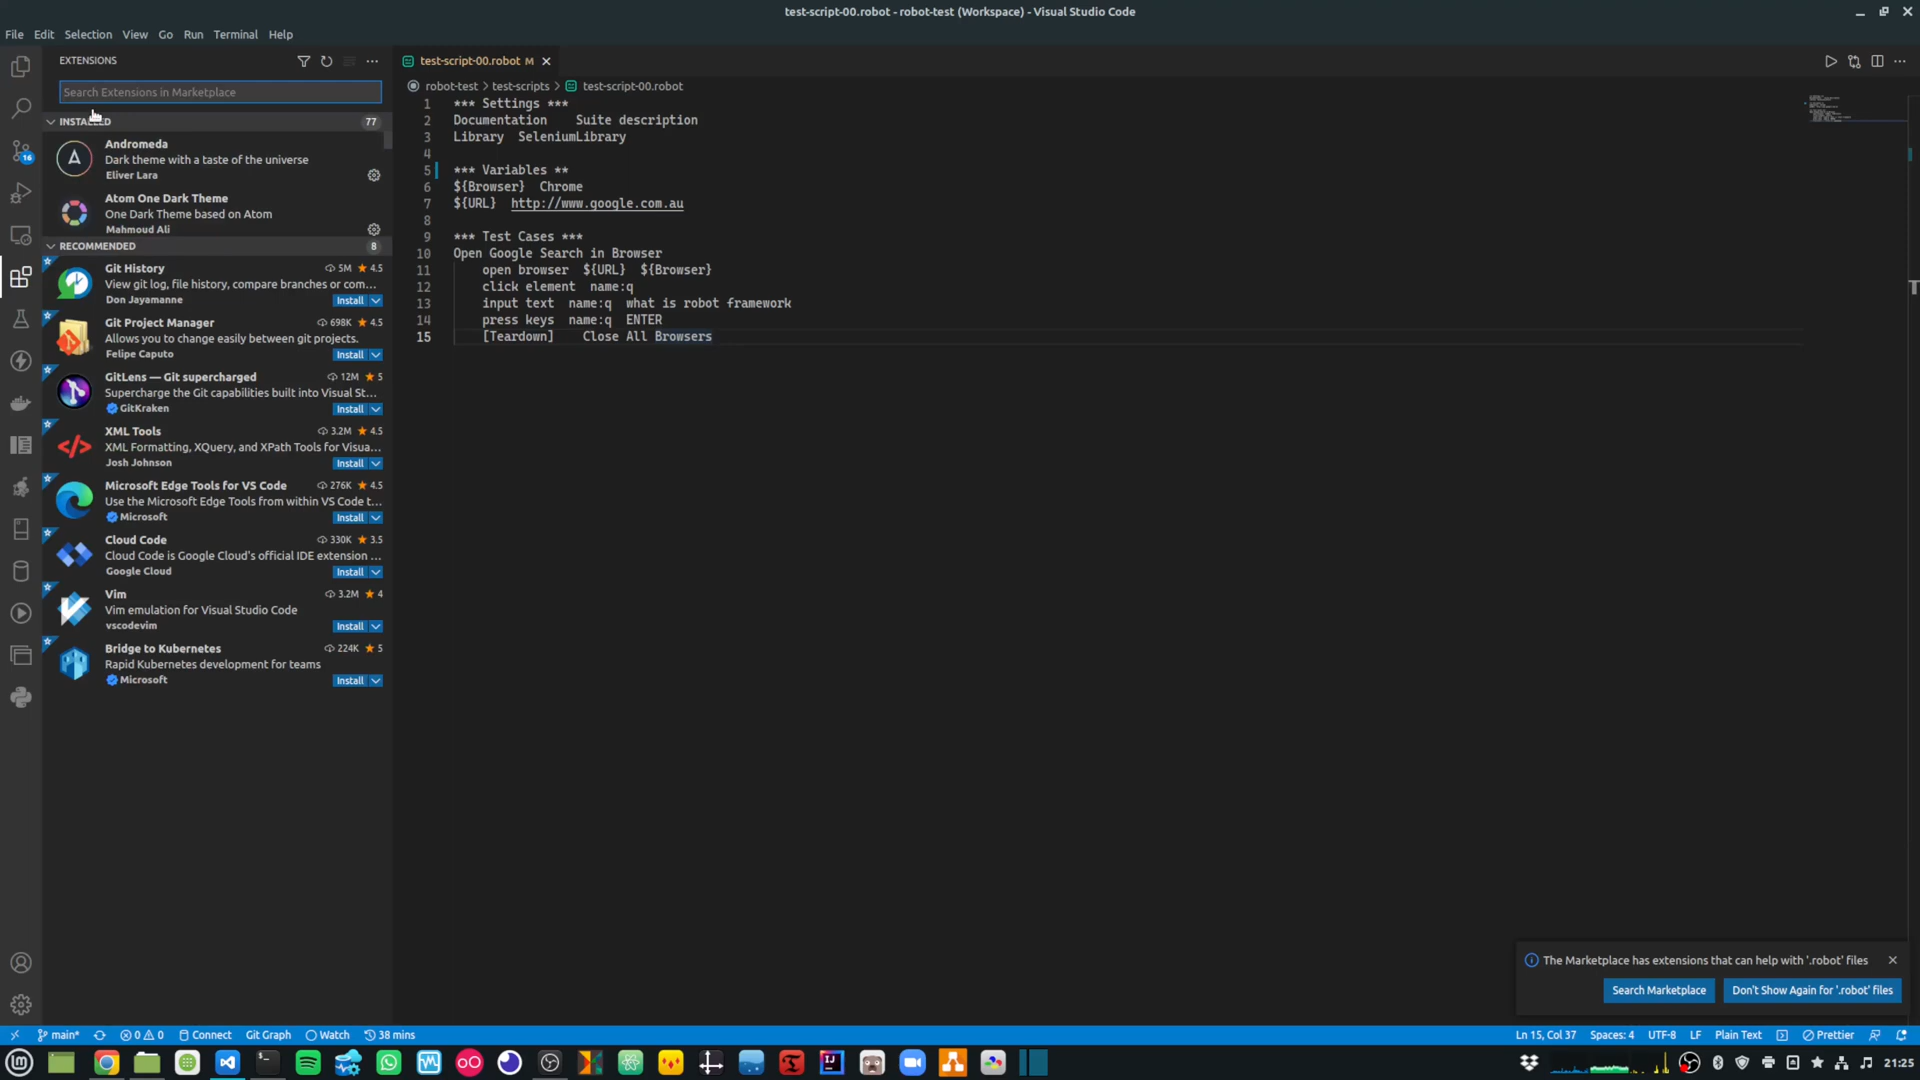 test-script-00.robot - robot-test (Workspace) - Visual Studio Code
File Edit Selection View Go Run Terminal Help
EXTENSIONS
Search Extensions in Marketplace
INSTALLED 77
Andromeda
Dark theme with a taste of the universe
Eliver Lara
Atom One Dark Theme
One Dark Theme based on Atom
Mahmoud Ali
RECOMMENDED 8
Git History 5M 4.5
View git log, file history, compare branches or com...
Don Jayamanne Install
Git Project Manager 698K 4.5
Allows you to change easily between git projects.
Felipe Caputo Install
GitLens — Git supercharged 12M 5
Supercharge the Git capabilities built into Visual St...
GitKraken Install
XML Tools 3.2M 4.5
XML Formatting, XQuery, and XPath Tools for Visua...
Josh Johnson Install
Microsoft Edge Tools for VS Code 276K 4.5
Use the Microsoft Edge Tools from within VS Code t...
Microsoft Install
Cloud Code 330K 3.5
Cloud Code is Google Cloud's official IDE extension ...
Google Cloud Install
Vim 3.2M 4
Vim emulation for Visual Studio Code
vscodevim Install
Bridge to Kubernetes 224K 5
Rapid Kubernetes development for teams
Microsoft Install
16
test-script-00.robot M
robot-test > test-scripts > test-script-00.robot
1 *** Settings ***
2 Documentation    Suite description
3 Library  SeleniumLibrary
4
5 *** Variables **
6 ${Browser}  Chrome
7 ${URL}  http://www.google.com.au
8
9 *** Test Cases ***
10 Open Google Search in Browser
11     open browser  ${URL}  ${Browser}
12     click element  name:q
13     input text  name:q  what is robot framework
14     press keys  name:q  ENTER
15     [Teardown]    Close All Browsers
The Marketplace has extensions that can help with '.robot' files
Search Marketplace Don't Show Again for '.robot' files
main* 0 0 Connect Git Graph Watch 38 mins Ln 15, Col 37 Spaces: 4 UTF-8 LF Plain Text Prettier
21:25